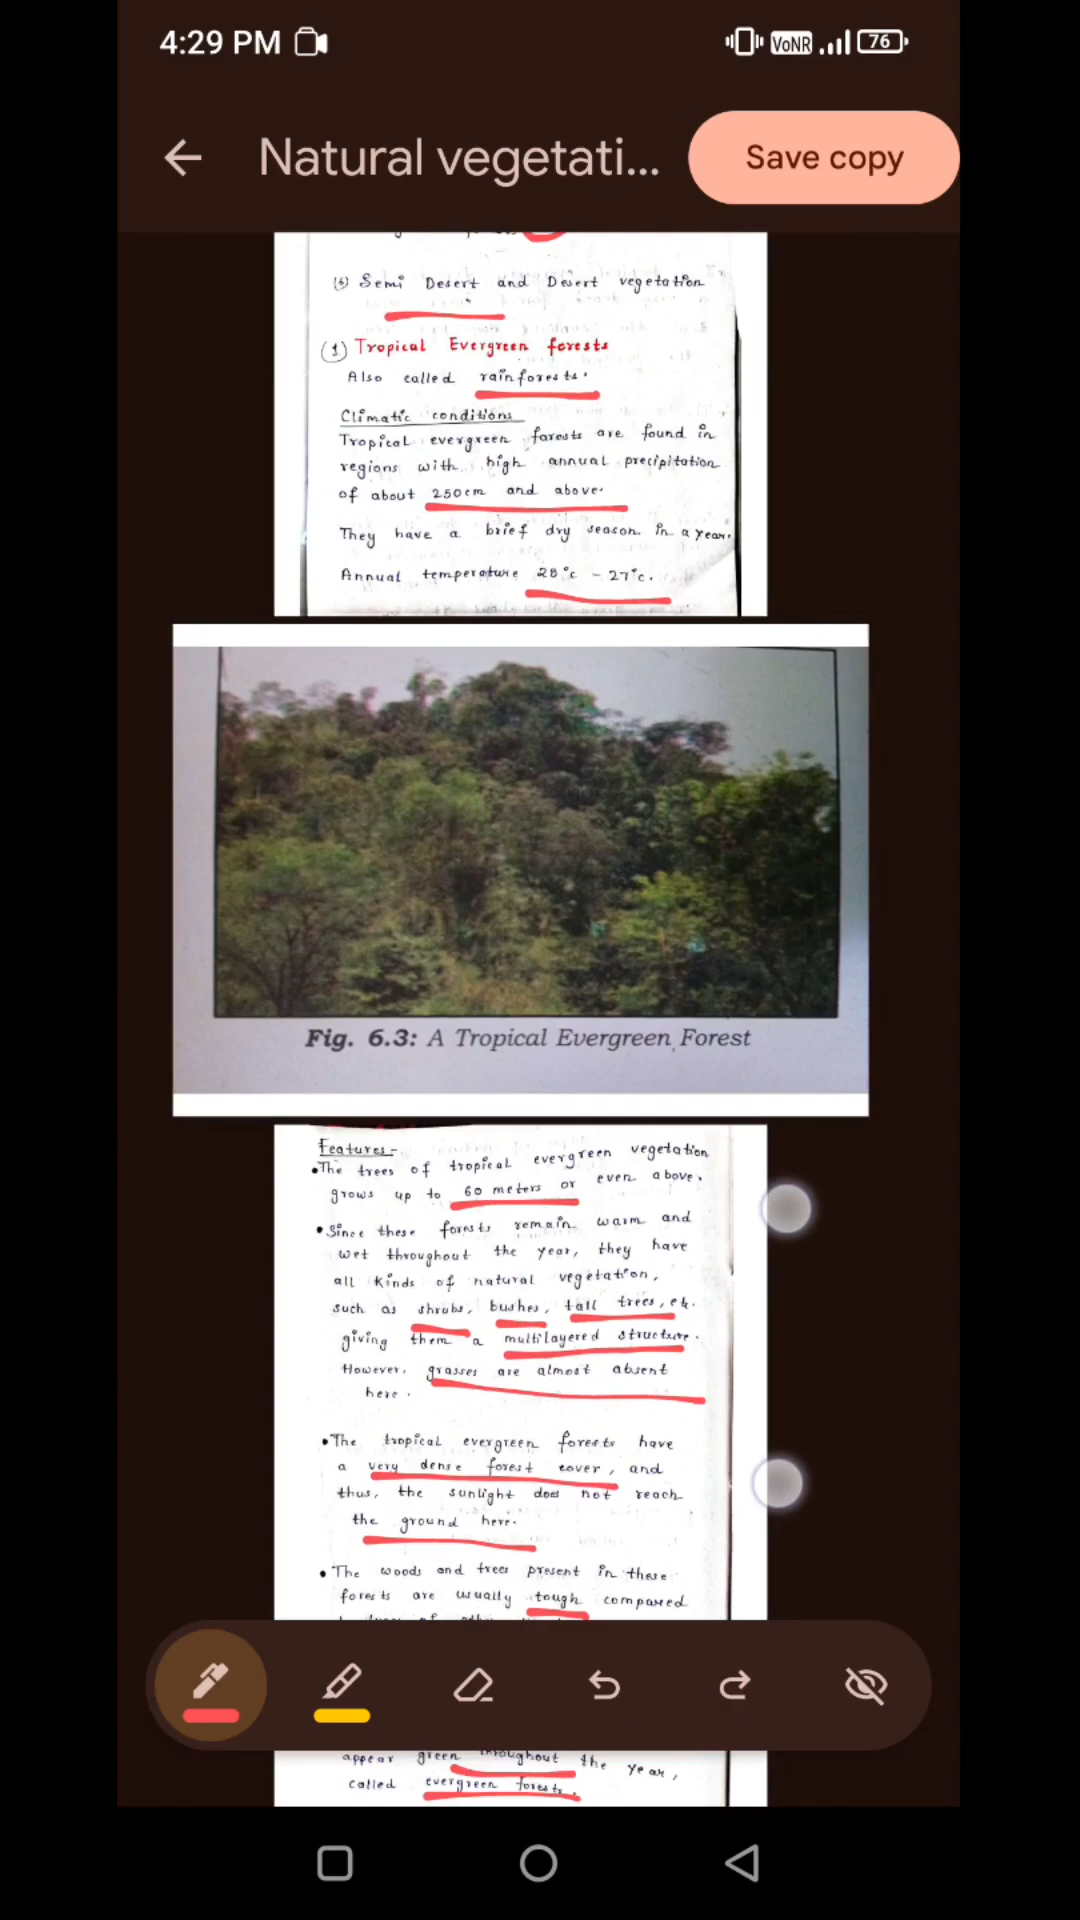 4:29 PM
VoNR
76
Natural vegetati...
Save copy
(6) Semi Desert and Desert vegetation
(1) Tropical Evergreen forests
Also called rainforests.
Climatic conditions
Tropical evergreen forests are found in
regions with high annual precipitation
of about 250cm and above.
They have a brief dry season in a year.
Annual temperature 28°c - 27°c.
Fig. 6.3: A Tropical Evergreen Forest
Features:-
•The trees of tropical evergreen vegetation
grows up to 60 meters or even above.
•Since these forests remain warm and
wet throughout the year, they have
all kinds of natural vegetation,
such as shrubs, bushes, tall trees, etc.
giving them a multilayered structure.
However, grasses are almost absent
here.
•The tropical evergreen forests have
a very dense forest cover, and
thus, the sunlight does not reach
the ground here.
•The woods and trees present in these
forests are usually tough compared
appear green throughout the year,
called evergreen forests.